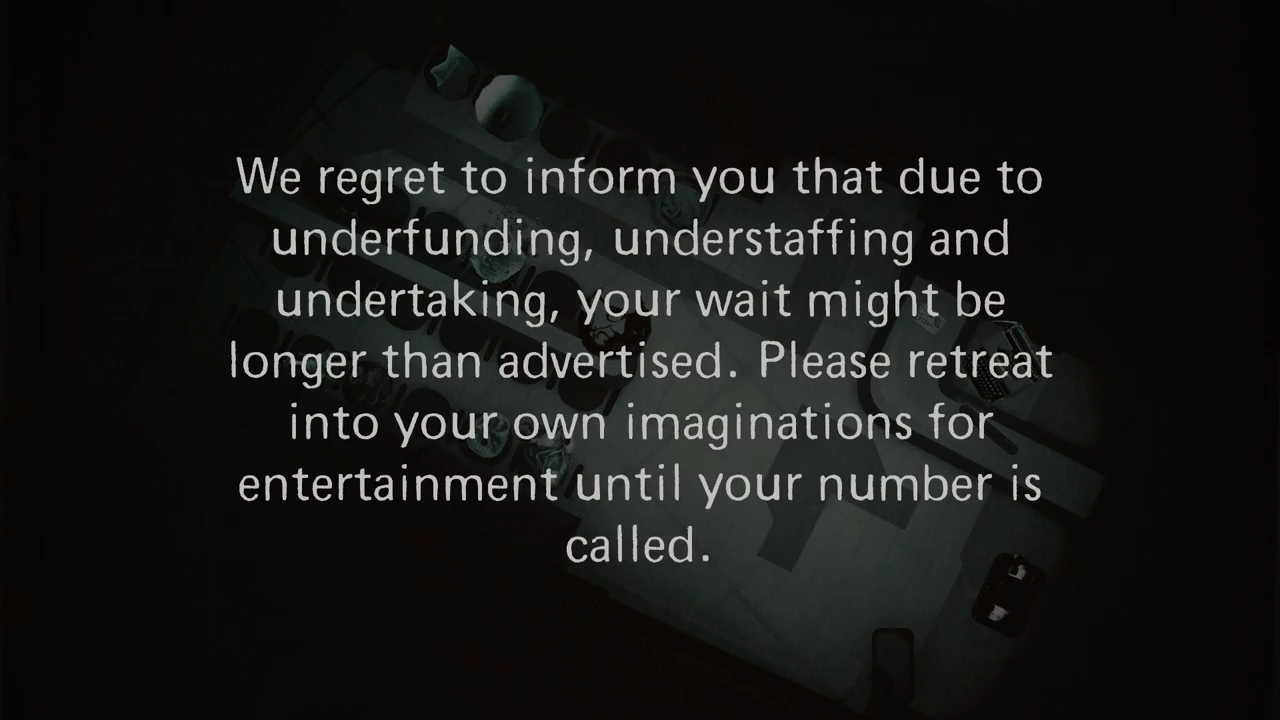 We regret to inform you that due to
underfunding, understaffing and
undertaking, your wait might be
longer than advertised. Please retreat
into your own imaginations for
entertainment until your number is
called.